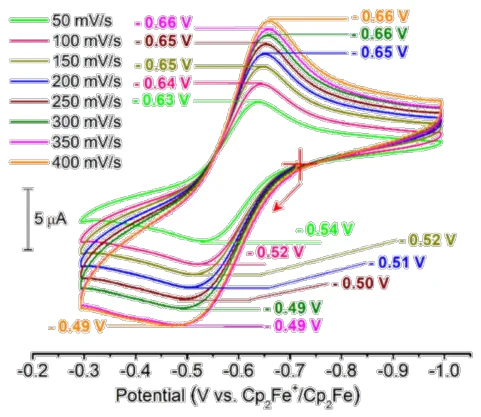 50 mV/s
100 mV/s
150 mV/s
200 mV/s
250 mV/s
300 mV/s
350 mV/s
400 mV/s
- 0.66 V
- 0.65 V
- 0.65 V
- 0.64 V
- 0.63 V
- 0.66 V
- 0.66 V
- 0.65 V
5 µA
- 0.54 V
- 0.52 V
- 0.52 V
- 0.51 V
- 0.50 V
- 0.49 V
- 0.49 V
- 0.49 V
-0.2 -0.3 -0.4 -0.5 -0.6 -0.7 -0.8 -0.9 -1.0
Potential (V vs. Cp₂Fe⁺/Cp₂Fe)